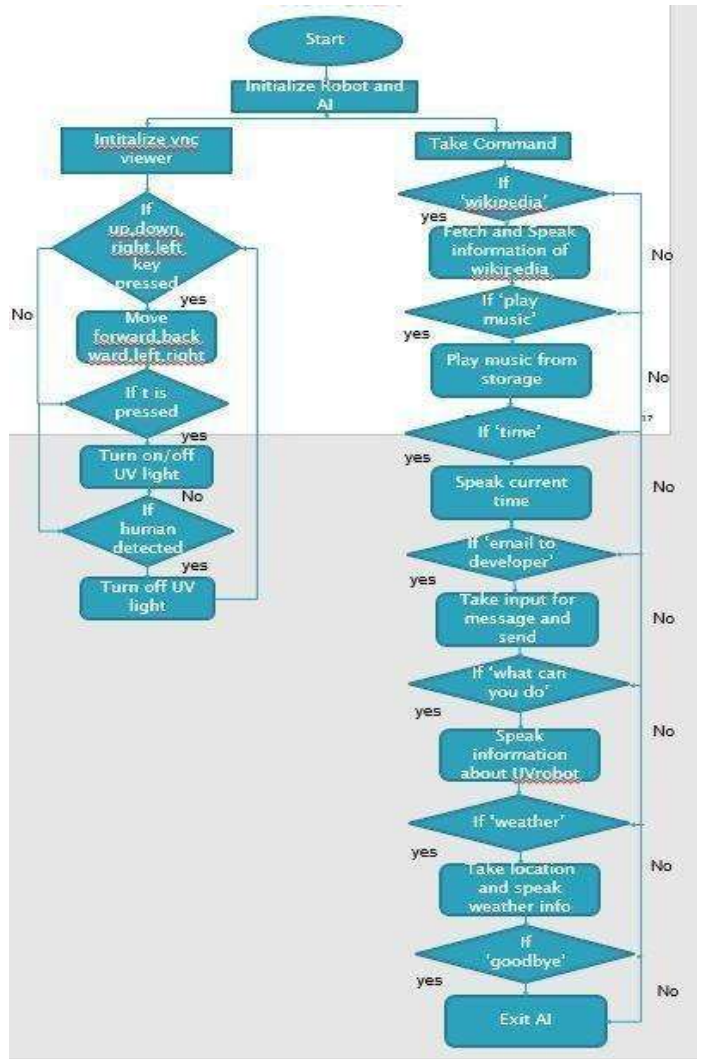 Start
Initialize Robot and
AI
Intitalize vnc
viewer
If
up,down,
right,left
key
pressed
No
yes
Move
forward,back
ward,left,right
If t is
pressed
yes
Turn on/off
UV light
No
If
human
detected
yes
Turn off UV
light
Take Command
If
'wikipedia'
yes
No
Fetch and Speak
information of
wikipedia
If 'play
music'
yes
No
Play music from
storage
17
If 'time'
yes
No
Speak current
time
If 'email to
developer'
yes
No
Take input for
message and
send
If 'what can
you do'
yes
No
Speak
information
about UVrobot
If 'weather'
yes
No
Take location
and speak
weather info
If
'goodbye'
yes
No
Exit AI